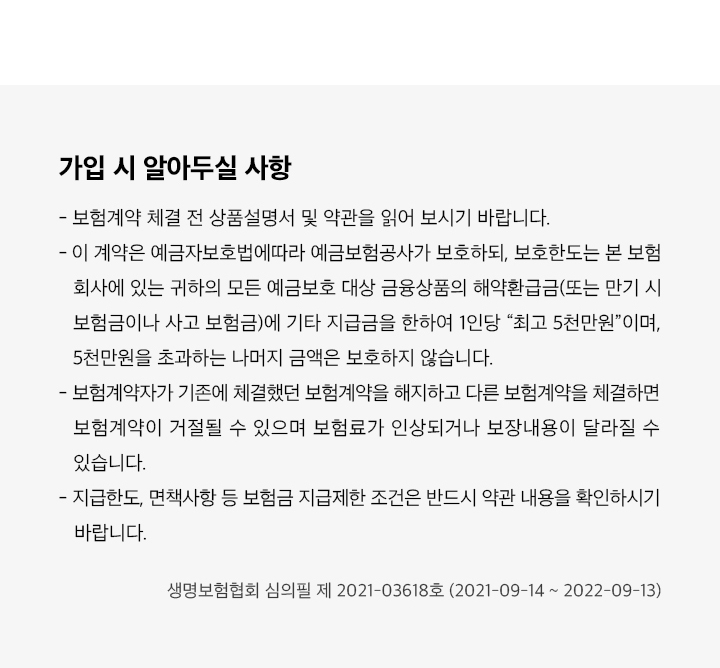 가입 시 알아두실 사항
- 보험계약 체결 전 상품설명서 및 약관을 읽어 보시기 바랍니다.
- 이 계약은 예금자보호법에따라 예금보험공사가 보호하되, 보호한도는 본 보험
회사에 있는 귀하의 모든 예금보호 대상 금융상품의 해약환급금(또는 만기 시
보험금이나 사고 보험금)에 기타 지급금을 한하여 1인당 “최고 5천만원”이며,
5천만원을 초과하는 나머지 금액은 보호하지 않습니다.
- 보험계약자가 기존에 체결했던 보험계약을 해지하고 다른 보험계약을 체결하면
보험계약이 거절될 수 있으며 보험료가 인상되거나 보장내용이 달라질 수
있습니다.
- 지급한도, 면책사항 등 보험금 지급제한 조건은 반드시 약관 내용을 확인하시기
바랍니다.
생명보험협회 심의필 제 2021-03618호 (2021-09-14 ~ 2022-09-13)